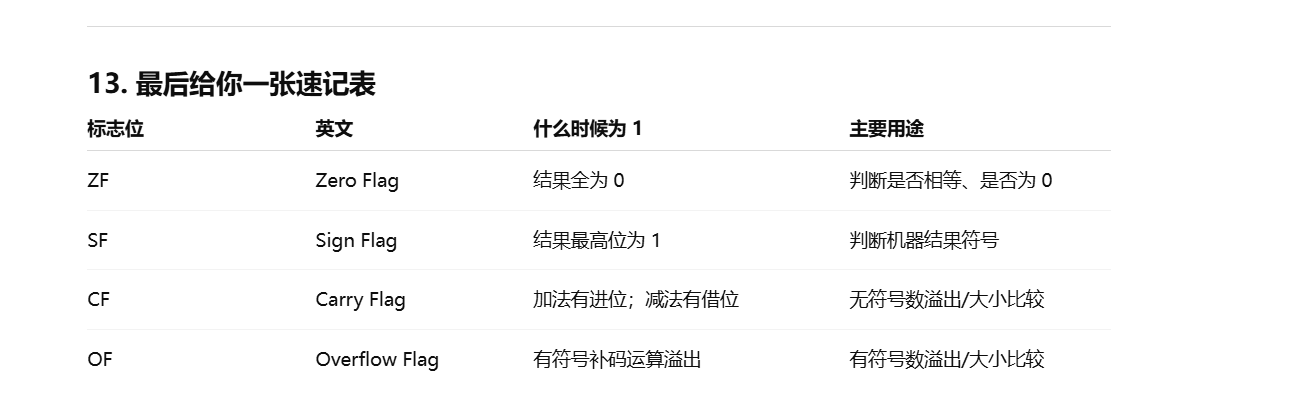 13. 最后给你一张速记表
标志位 英文 什么时候为 1 主要用途
ZF Zero Flag 结果全为 0 判断是否相等、是否为 0
SF Sign Flag 结果最高位为 1 判断机器结果符号
CF Carry Flag 加法有进位；减法有借位 无符号数溢出/大小比较
OF Overflow Flag 有符号补码运算溢出 有符号数溢出/大小比较